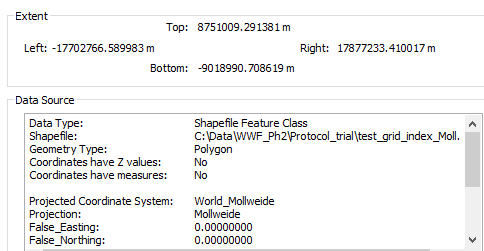 Extent
Top: 8751009.291381 m
Left: -17702766.589983 m Right: 17877233.410017 m
Bottom: -9018990.708619 m
Data Source
Data Type: Shapefile Feature Class
Shapefile: C:\Data\WWF_Ph2\Protocol_trial\test_grid_index_Moll.
Geometry Type: Polygon
Coordinates have Z values: No
Coordinates have measures: No
Projected Coordinate System: World_Mollweide
Projection: Mollweide
False_Easting: 0.00000000
False_Northing: 0.00000000